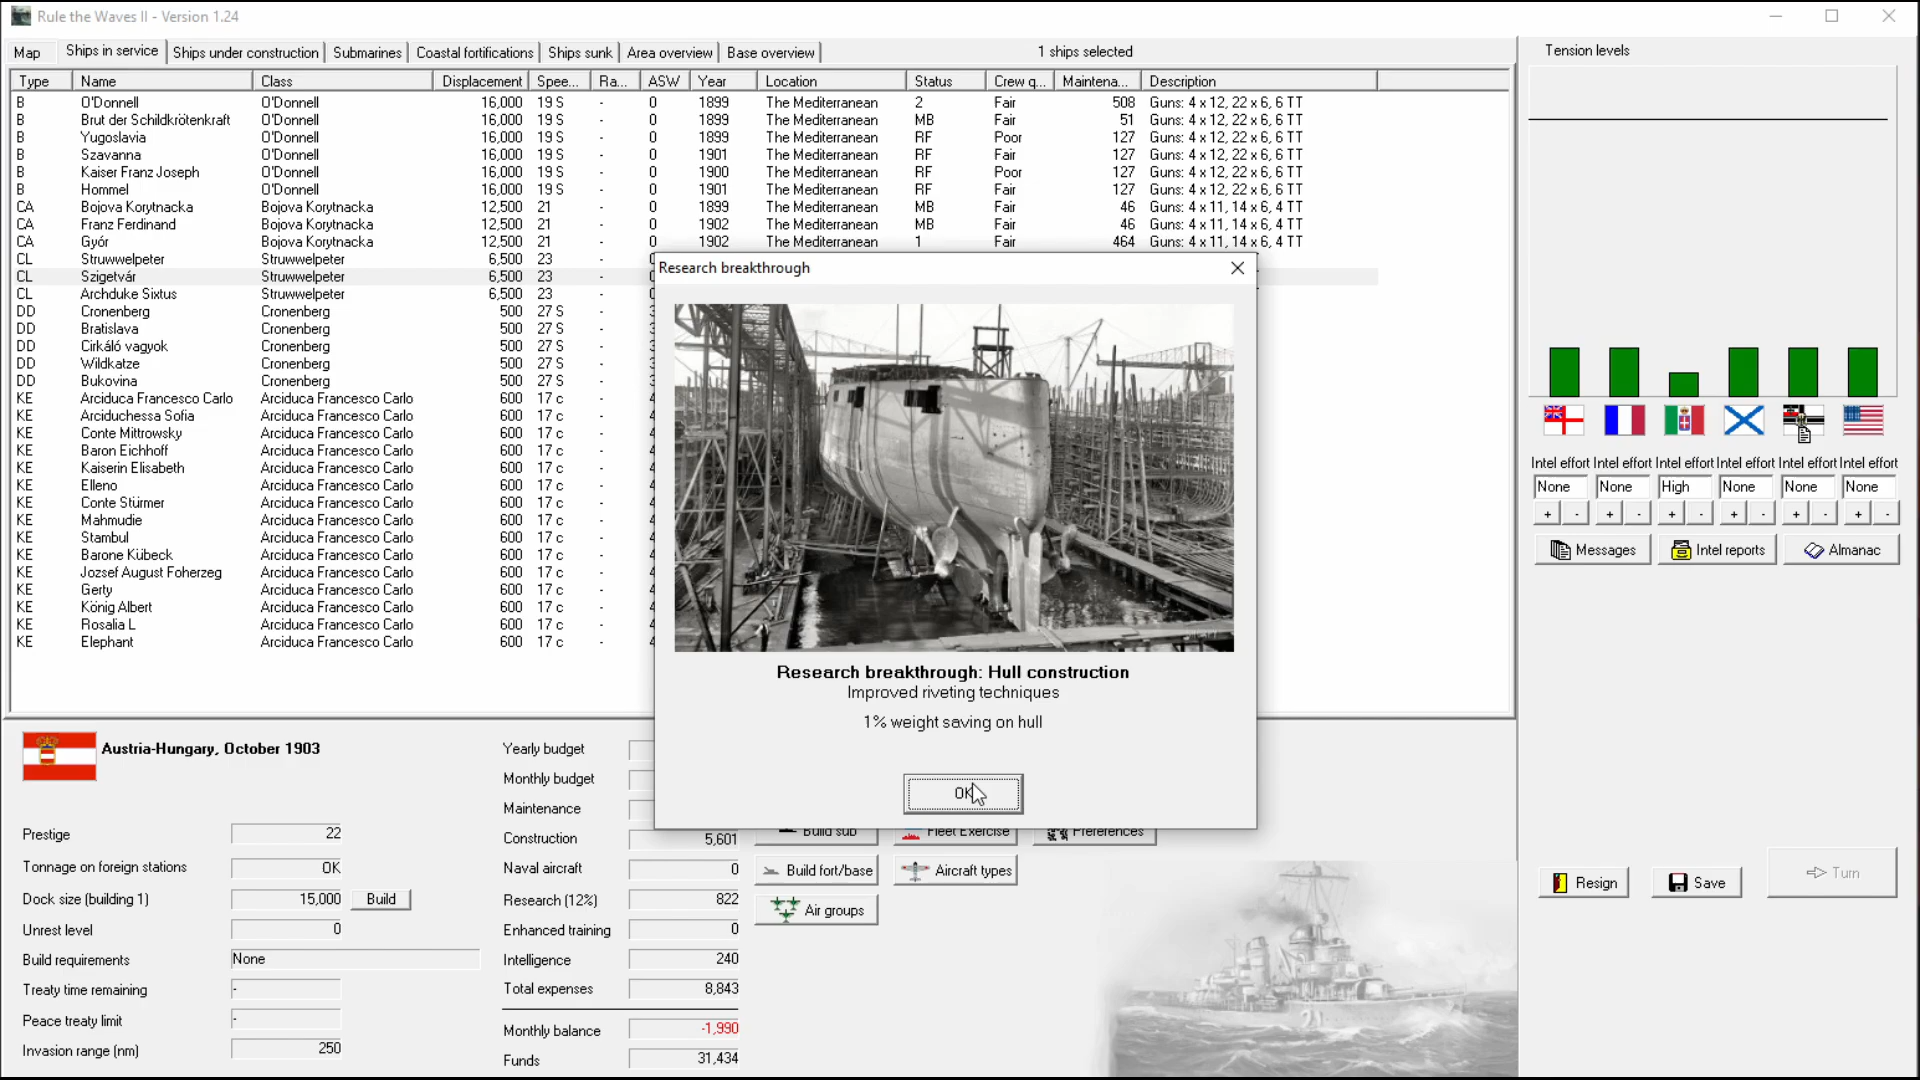 Rule the Waves II - Version 1.24
Map Ships in service Ships under construction Submarines Coastal fortifications Ships sunk Area overview Base overview 1 ships selected
Type Name Class Displacement Spee... Ra... ASW Year Location Status Crew q... Maintena... Description
B O'Donnell O'Donnell 16,000 19 S - 0 1899 The Mediterranean 2 Fair 508 Guns: 4 x 12, 22 x 6, 6 TT
B Brut der Schildkrötenkraft O'Donnell 16,000 19 S - 0 1899 The Mediterranean MB Fair 51 Guns: 4 x 12, 22 x 6, 6 TT
B Yugoslavia O'Donnell 16,000 19 S - 0 1899 The Mediterranean RF Poor 127 Guns: 4 x 12, 22 x 6, 6 TT
B Szavanna O'Donnell 16,000 19 S - 0 1901 The Mediterranean RF Fair 127 Guns: 4 x 12, 22 x 6, 6 TT
B Kaiser Franz Joseph O'Donnell 16,000 19 S - 0 1900 The Mediterranean RF Poor 127 Guns: 4 x 12, 22 x 6, 6 TT
B Hommel O'Donnell 16,000 19 S - 0 1901 The Mediterranean RF Fair 127 Guns: 4 x 12, 22 x 6, 6 TT
CA Bojova Korytnacka Bojova Korytnacka 12,500 21 - 0 1899 The Mediterranean MB Fair 46 Guns: 4 x 11, 14 x 6, 4 TT
CA Franz Ferdinand Bojova Korytnacka 12,500 21 - 0 1902 The Mediterranean MB Fair 46 Guns: 4 x 11, 14 x 6, 4 TT
CA Györ Bojova Korytnacka 12,500 21 - 0 1902 The Mediterranean 1 Fair 464 Guns: 4 x 11, 14 x 6, 4 TT
CL Struwwelpeter Struwwelpeter 6,500 23 -
CL Szigetvár Struwwelpeter 6,500 23 -
CL Archduke Sixtus Struwwelpeter 6,500 23 -
DD Cronenberg Cronenberg 500 27 S -
DD Bratislava Cronenberg 500 27 S -
DD Cirkáló vagyok Cronenberg 500 27 S -
DD Wildkatze Cronenberg 500 27 S -
DD Bukovina Cronenberg 500 27 S -
KE Arciduca Francesco Carlo Arciduca Francesco Carlo 600 17 c -
KE Arciduchessa Sofia Arciduca Francesco Carlo 600 17 c -
KE Conte Mittrowsky Arciduca Francesco Carlo 600 17 c -
KE Baron Eichhoff Arciduca Francesco Carlo 600 17 c -
KE Kaiserin Elisabeth Arciduca Francesco Carlo 600 17 c -
KE Elleno Arciduca Francesco Carlo 600 17 c -
KE Conte Stürmer Arciduca Francesco Carlo 600 17 c -
KE Mahmudie Arciduca Francesco Carlo 600 17 c -
KE Stambul Arciduca Francesco Carlo 600 17 c -
KE Barone Kübeck Arciduca Francesco Carlo 600 17 c -
KE Jozsef August Foherzeg Arciduca Francesco Carlo 600 17 c -
KE Gerty Arciduca Francesco Carlo 600 17 c -
KE König Albert Arciduca Francesco Carlo 600 17 c -
KE Rosalia L Arciduca Francesco Carlo 600 17 c -
KE Elephant Arciduca Francesco Carlo 600 17 c -
Research breakthrough
Research breakthrough: Hull construction
Improved riveting techniques
1% weight saving on hull
OK
Tension levels
Intel effort Intel effort Intel effort Intel effort Intel effort Intel effort
None None High None None None
+ - + - + - + - + - + -
Messages Intel reports Almanac
Resign Save Turn
Austria-Hungary, October 1903
Prestige 22
Tonnage on foreign stations OK
Dock size (building 1) 15,000 Build
Unrest level 0
Build requirements None
Treaty time remaining -
Peace treaty limit -
Invasion range (nm) 250
Yearly budget
Monthly budget
Maintenance
Construction 5,601
Naval aircraft 0
Research (12%) 822
Enhanced training 0
Intelligence 240
Total expenses 8,843
Monthly balance -1,990
Funds 31,434
Build sub Fleet Exercise Preferences
Build fort/base Aircraft types
Air groups